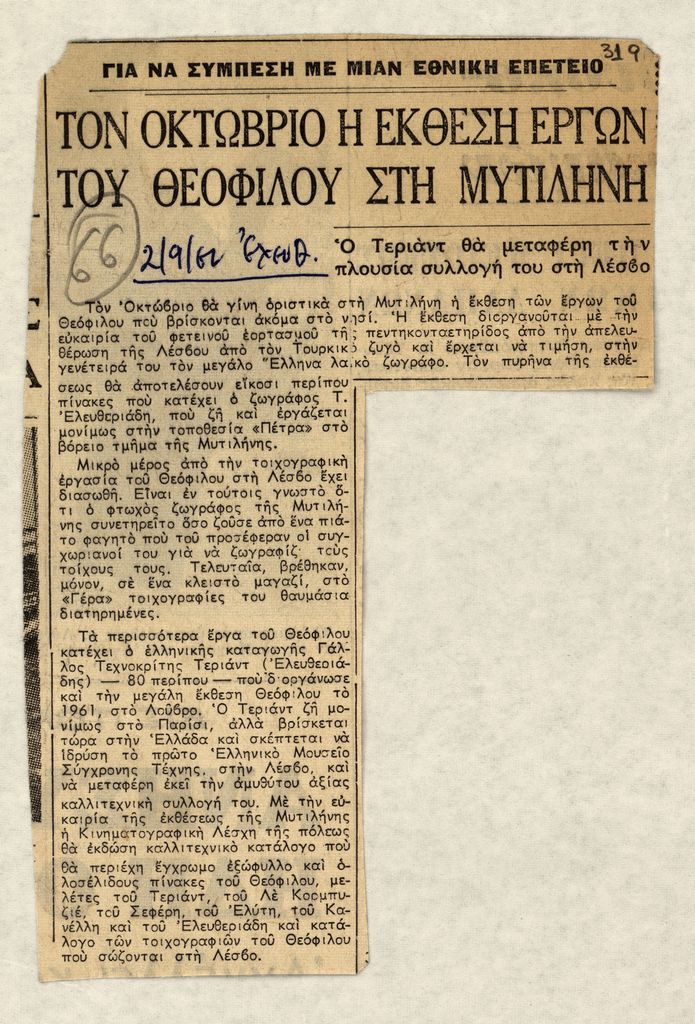 319
ΓΙΑ ΝΑ ΣΥΜΠΕΣΗ ΜΕ ΜΙΑΝ ΕΘΝΙΚΗ ΕΠΕΤΕΙΟ
ΤΟΝ ΟΚΤΩΒΡΙΟ Η ΕΚΘΕΣΗ ΕΡΓΩΝ
ΤΟΥ ΘΕΟΦΙΛΟΥ ΣΤΗ ΜΥΤΙΛΗΝΗ
66
2/9/62 Ἐλευθ.
Ὁ Τεριὰντ θὰ μεταφέρη τὴν
πλουσία συλλογή του στὴ Λέσβο
Τὸν Ὀκτώβριο θὰ γίνη ὁριστικὰ στὴ Μυτιλήνη ἡ ἔκθεση τῶν ἔργων τοῦ
Θεόφιλου ποὺ βρίσκονται ἀκόμα στὸ νησί. Ἡ ἔκθεση διοργανοῦται μὲ τὴν
εὐκαιρία τοῦ φετεινοῦ ἑορτασμοῦ τῆς πεντηκονταετηρίδος ἀπὸ τὴν ἀπελευ-
θέρωση τῆς Λέσβου ἀπὸ τὸν Τουρκικὸ ζυγὸ καὶ ἔρχεται νὰ τιμήση, στὴν
γενέτειρά του τὸν μεγάλο Ἕλληνα λαϊκὸ ζωγράφο. Τὸν πυρῆνα τῆς ἐκθέ-
σεως θὰ ἀποτελέσουν εἴκοσι περίπου
πίνακες ποὺ κατέχει ὁ ζωγράφος Τ.
Ἐλευθεριάδη, ποὺ ζῆ καὶ ἐργάζεται
μονίμως στὴν τοποθεσία «Πέτρα» στὸ
βόρειο τμῆμα τῆς Μυτιλήνης.
Μικρὸ μέρος ἀπὸ τὴν τοιχογραφικὴ
ἐργασία τοῦ Θεόφιλου στὴ Λέσβο ἔχει
διασωθῆ. Εἶναι ἐν τούτοις γνωστὸ ὅ-
τι ὁ φτωχὸς ζωγράφος τῆς Μυτιλή-
νης συνετηρεῖτο ὅσο ζοῦσε ἀπὸ ἕνα πιά-
το φαγητὸ ποὺ τοῦ προσέφεραν οἱ συγ-
χωριανοί του γιὰ νὰ ζωγραφίζ τοὺς
τοίχους τους. Τελευταῖα, βρέθηκαν,
μόνον, σὲ ἕνα κλειστὸ μαγαζί, στὸ
«Γέρα» τοιχογραφίες του θαυμάσια
διατηρημένες.
Τὰ περισσότερα ἔργα τοῦ Θεόφιλου
κατέχει ὁ ἑλληνικῆς καταγωγῆς Γάλ-
λος Τεχνοκρίτης Τεριὰντ (Ἐλευθεριά-
δης) — 80 περίπου — ποὺ διοργάνωσε
καὶ τὴν μεγάλη ἔκθεση Θεόφιλου τὸ
1961, στὸ Λοῦβρο. Ὁ Τεριὰντ ζῆ μο-
νίμως στὸ Παρίσι, ἀλλὰ βρίσκεται
τώρα στὴν Ἑλλάδα καὶ σκέπτεται νὰ
ἱδρύση τὸ πρῶτο Ἑλληνικὸ Μουσεῖο
Σύγχρονης Τέχνης, στὴν Λέσβο, καὶ
νὰ μεταφέρη ἐκεῖ τὴν ἀμυθύτου ἀξίας
καλλιτεχνικὴ συλλογή του. Μὲ τὴν εὐ-
καιρία τῆς ἐκθέσεως τῆς Μυτιλήνης
ἡ Κινηματογραφικὴ Λέσχη τῆς πόλεως
θὰ ἐκδώση καλλιτεχνικὸ κατάλογο ποὺ
θὰ περιέχη ἔγχρωμο ἐξώφυλλο καὶ ὁ-
λοσέλιδους πίνακες τοῦ Θεόφιλου, με-
λέτες τοῦ Τεριάντ, τοῦ Λὲ Κορμπυ-
ζιέ, τοῦ Σεφέρη, τοῦ Ἐλύτη, τοῦ Κα-
νέλλη καὶ τοῦ Ἐλευθεριάδη καὶ κατά-
λογο τῶν τοιχογραφιῶν τοῦ Θεόφιλου
ποὺ σώζονται στὴ Λέσβο.